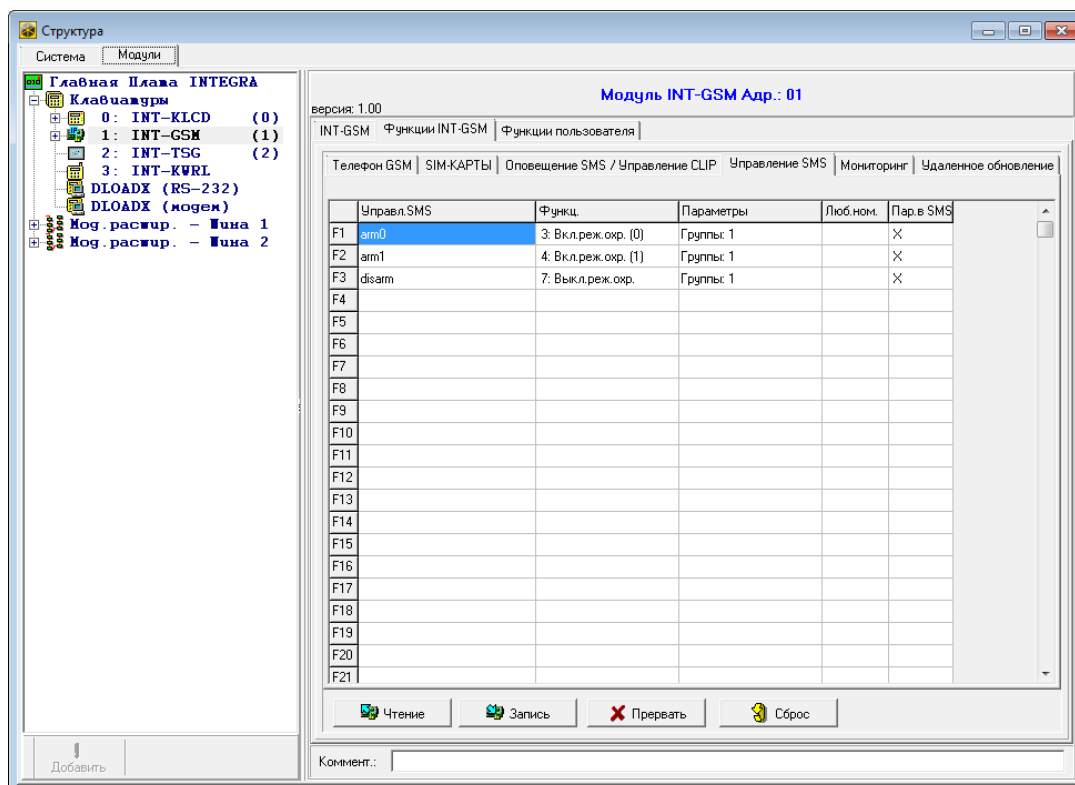 Структура
Система Модули
Главная Плата INTEGRA
Клавиатуры
0: INT-KLCD (0)
1: INT-GSM (1)
2: INT-TSG (2)
3: INT-KWRL
DLOADX (RS-232)
DLOADX (модем)
Мод.расшир. - Шина 1
Мод.расшир. - Шина 2
Добавить
Модуль INT-GSM Адр.: 01
версия: 1.00
INT-GSM Функции INT-GSM Функции пользователя
Телефон GSM SIM-КАРТЫ Оповещение SMS / Управление CLIP Управление SMS Мониторинг Удаленное обновление
Управл.SMS Функц. Параметры Люб.ном. Пар.в SMS
F1 arm0 3: Вкл.реж.охр. (0) Группы: 1 X
F2 arm1 4: Вкл.реж.охр. (1) Группы: 1 X
F3 disarm 7: Выкл.реж.охр. Группы: 1 X
F4
F5
F6
F7
F8
F9
F10
F11
F12
F13
F14
F15
F16
F17
F18
F19
F20
F21
Чтение Запись Прервать Сброс
Коммент.: